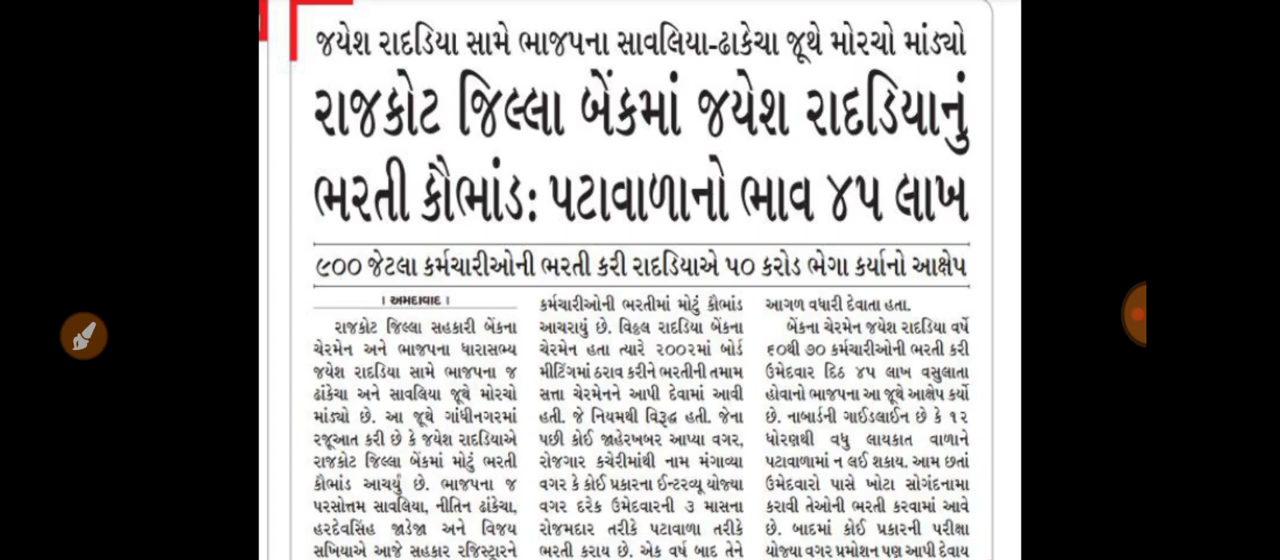 જયેશ રાદડિયા સામે ભાજપના સાવલિયા-ઢાકેચા જૂથે મોરચો માંડ્યો
રાજકોટ જિલ્લા બેંકમાં જયેશ રાદડિયાનું
ભરતી કૌભાંડ: પટાવાળાનો ભાવ ૪૫ લાખ
૯૦૦ જેટલા કર્મચારીઓની ભરતી કરી રાદડિયાએ ૫૦ કરોડ ભેગા કર્યાનો આક્ષેપ
। અમદાવાદ ।
રાજકોટ જિલ્લા સહકારી બેંકના
ચેરમેન અને ભાજપના ધારાસભ્ય
જયેશ રાદડિયા સામે ભાજપના જ
ઢાંકેચા અને સાવલિયા જૂથે મોરચો
માંડ્યો છે. આ જૂથે ગાંધીનગરમાં
રજૂઆત કરી છે કે જયેશ રાદડિયાએ
રાજકોટ જિલ્લા બેંકમાં મોટું ભરતી
કૌભાંડ આચર્યું છે. ભાજપના જ
પરસોત્તમ સાવલિયા, નીતિન ઢાંકેચા,
હરદેવસિંહ જાડેજા અને વિજય
સખિયાએ આજે સહકાર રજિસ્ટ્રારને
કર્મચારીઓની ભરતીમાં મોટું કૌભાંડ
આચરાયું છે. વિઠ્ઠલ રાદડિયા બેંકના
ચેરમેન હતા ત્યારે ૨૦૦૨માં બોર્ડ
મીટિંગમાં ઠરાવ કરીને ભરતીની તમામ
સત્તા ચેરમેનને આપી દેવામાં આવી
હતી. જે નિયમથી વિરૂદ્ધ હતી. જેના
પછી કોઈ જાહેરખબર આપ્યા વગર,
રોજગાર કચેરીમાંથી નામ મંગાવ્યા
વગર કે કોઈ પ્રકારના ઈન્ટરવ્યૂ યોજ્યા
વગર દરેક ઉમેદવારની ૩ માસના
રોજમદાર તરીકે પટાવાળા તરીકે
ભરતી કરાય છે. એક વર્ષ બાદ તેને
આગળ વધારી દેવાતા હતા.
બેંકના ચેરમેન જયેશ રાદડિયા વર્ષે
૬૦થી ૭૦ કર્મચારીઓની ભરતી કરી
ઉમેદવાર દિઠ ૪૫ લાખ વસુલાતા
હોવાનો ભાજપના આ જૂથે આક્ષેપ કર્યો
છે. નાબાર્ડની ગાઈડલાઈન છે કે ૧૨
ધોરણથી વધુ લાયકાત વાળાને
પટાવાળામાં ન લઈ શકાય. આમ છતાં
ઉમેદવારો પાસે ખોટા સોગંદનામા
કરાવી તેઓની ભરતી કરવામાં આવે
છે. બાદમાં કોઈ પ્રકારની પરીક્ષા
યોજ્યા વગર પ્રમોશન પણ આપી દેવાય